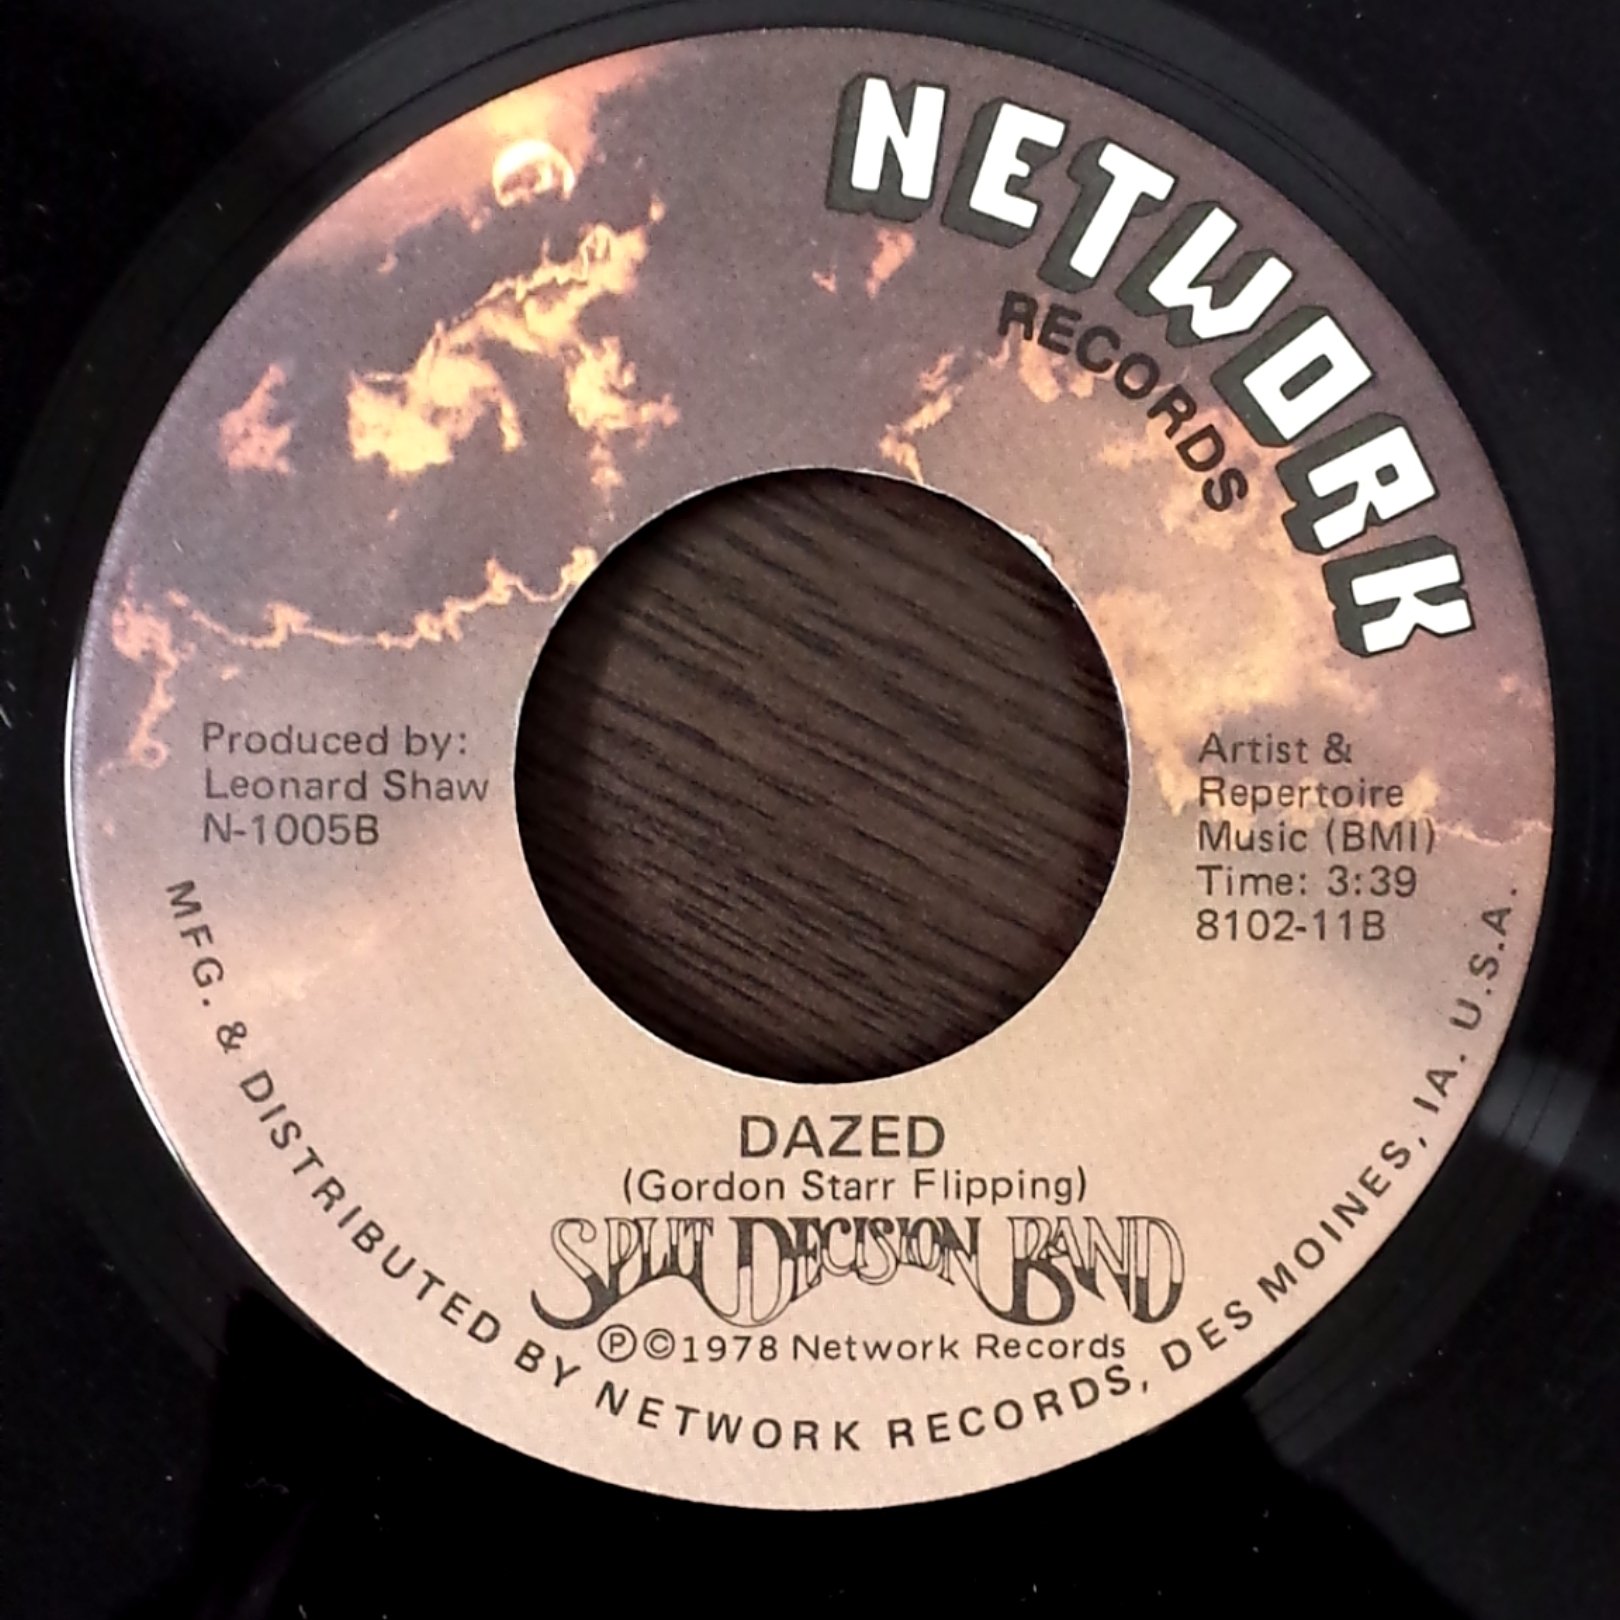 NETWORK
RECORDS
Produced by:
Leonard Shaw
N-1005B
Artist &
Repertoire
Music (BMI)
Time: 3:39
8102-11B
DAZED
(Gordon Starr Flipping)
SPLIT DECISION BAND
Ⓟ©1978 Network Records
MFG. & DISTRIBUTED BY NETWORK RECORDS, DES MOINES, IA. U.S.A.